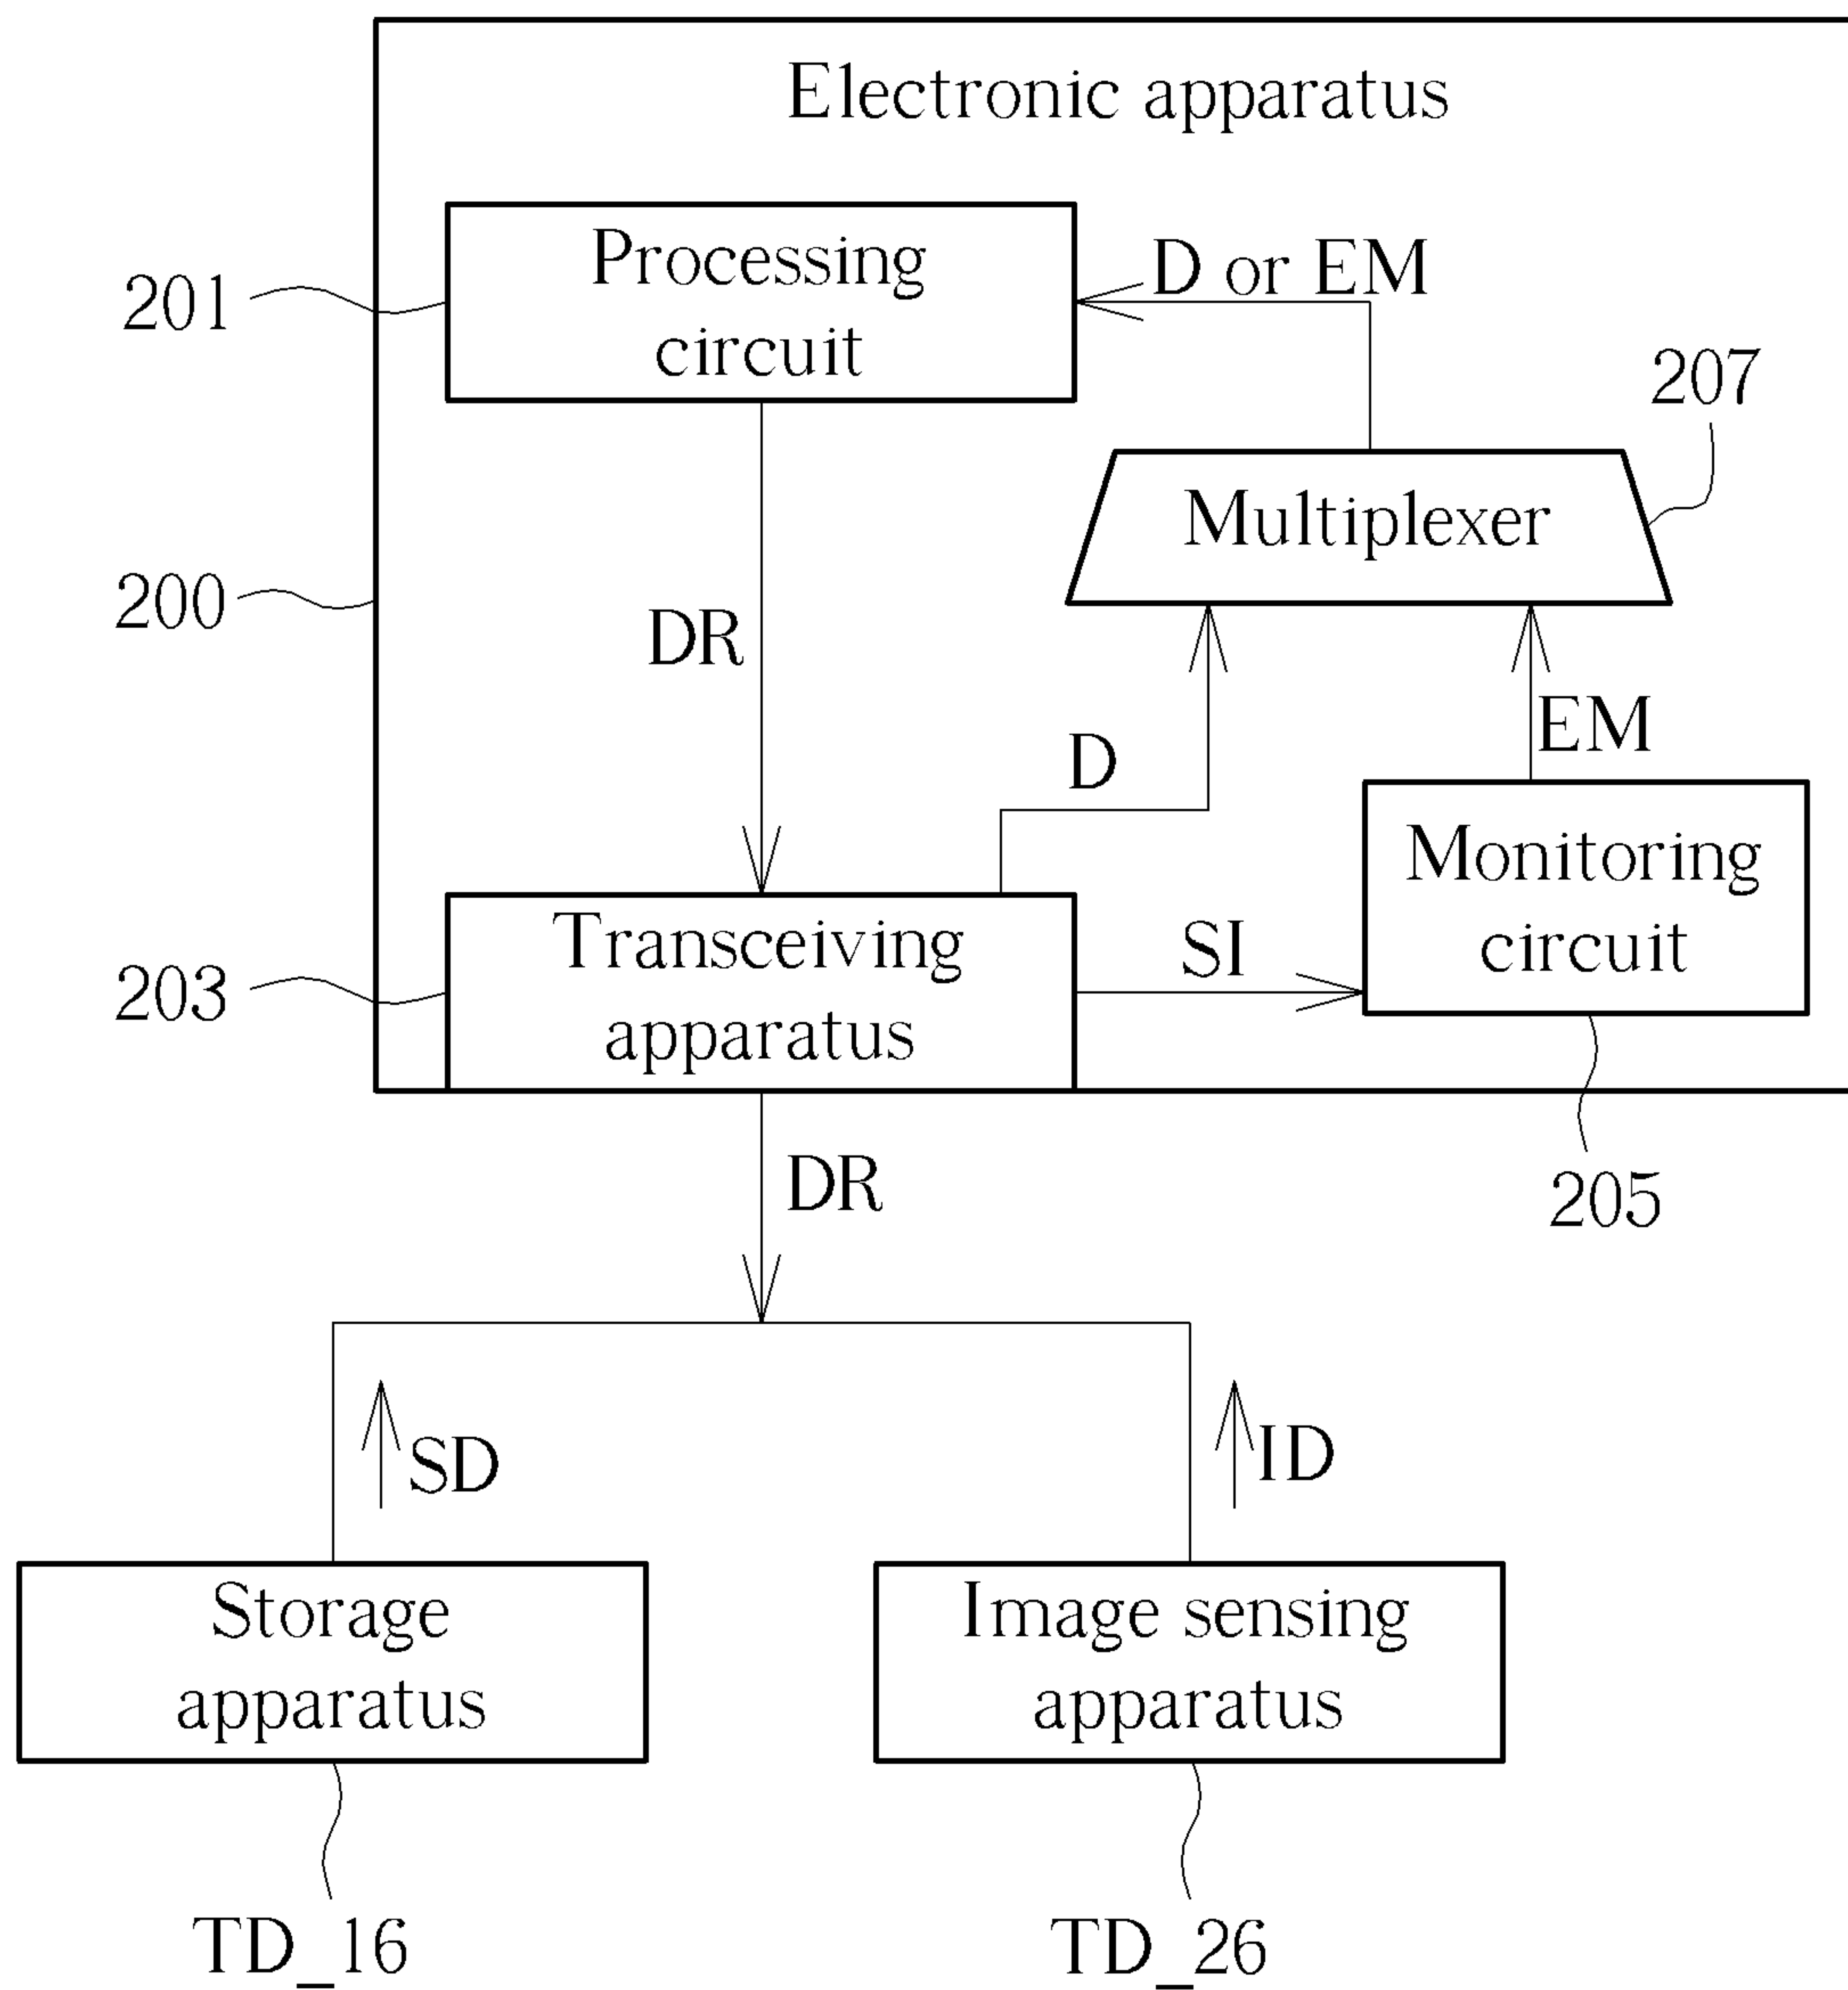 Electronic apparatus
Processing
circuit
D or EM
201
207
Multiplexer
200
DR
EM
D
Monitoring
circuit
Transceiving
apparatus
SI
203
DR
205
SD
ID
Storage
apparatus
Image sensing
apparatus
TD_16
TD_26